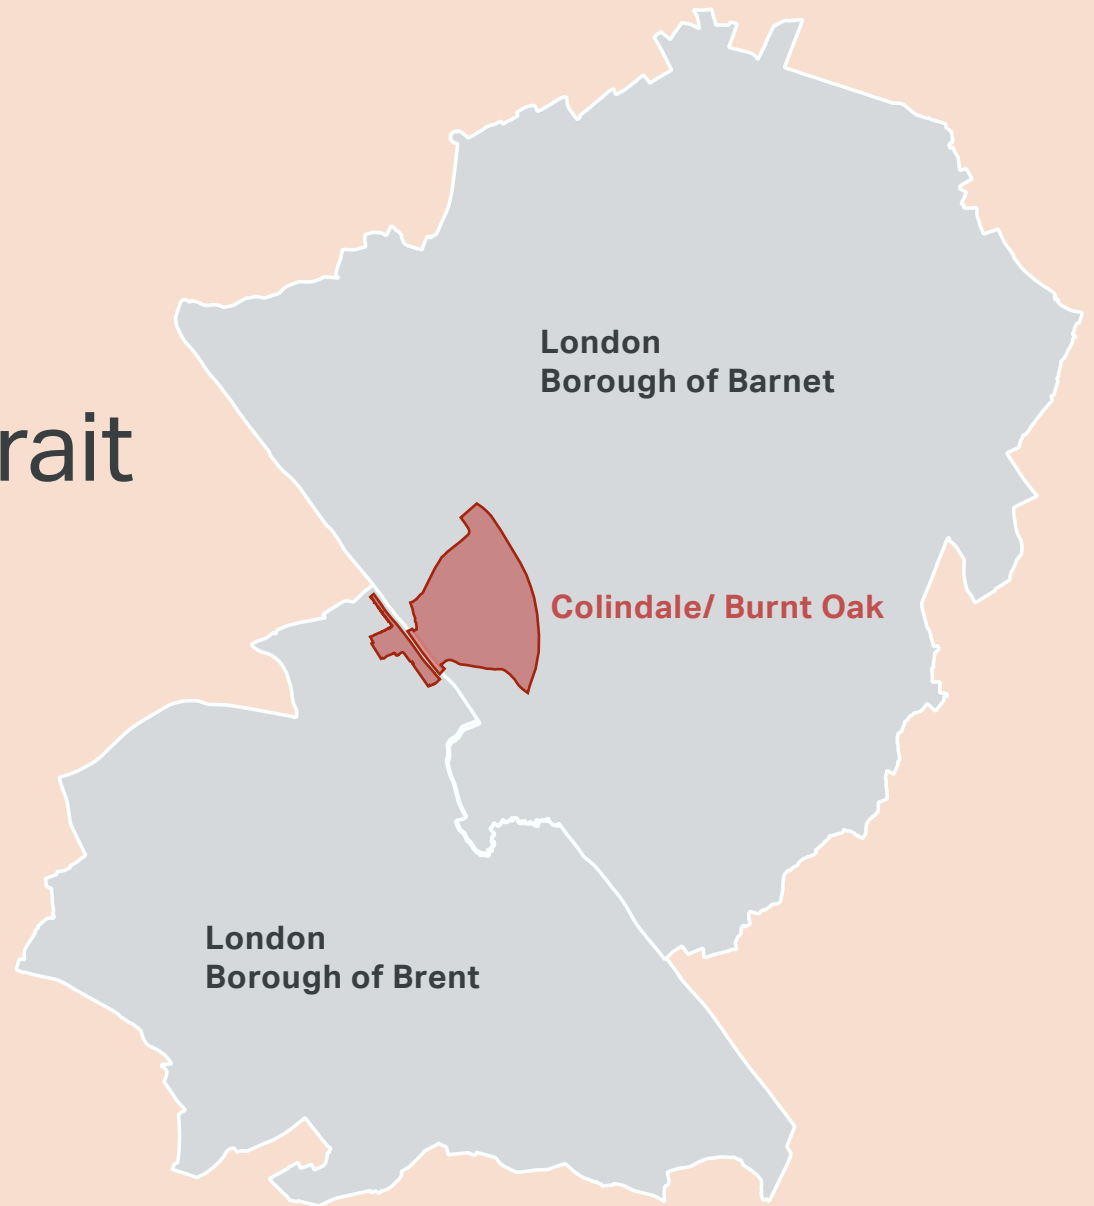 London
Borough of Barnet
rait
Colindale/ Burnt Oak
London
Borough of Brent